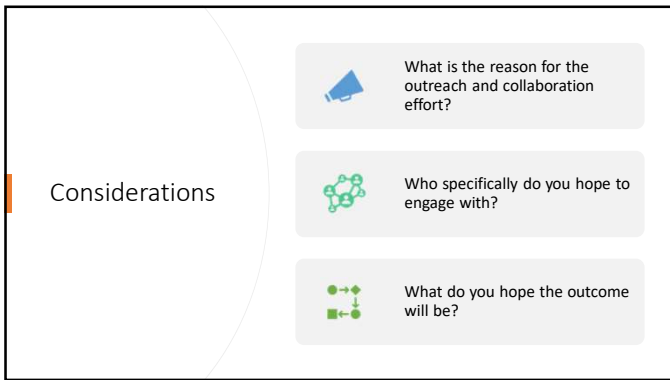 Considerations
What is the reason for the
outreach and collaboration
effort?
Who specifically do you hope to
engage with?
What do you hope the outcome
will be?